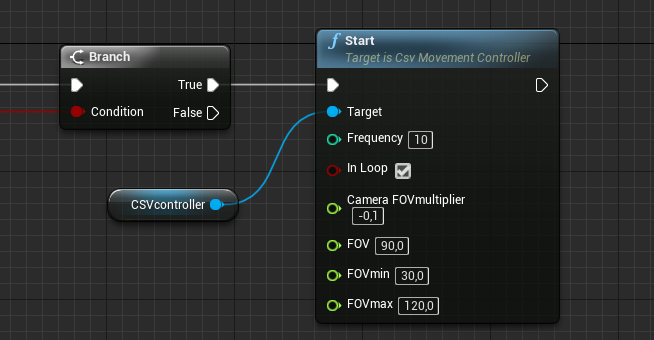 Branch
True
Condition
False
CSVcontroller
f Start
Target is Csv Movement Controller
Target
Frequency 10
In Loop
Camera FOVmultiplier
-0,1
FOV 90,0
FOVmin 30,0
FOVmax 120,0